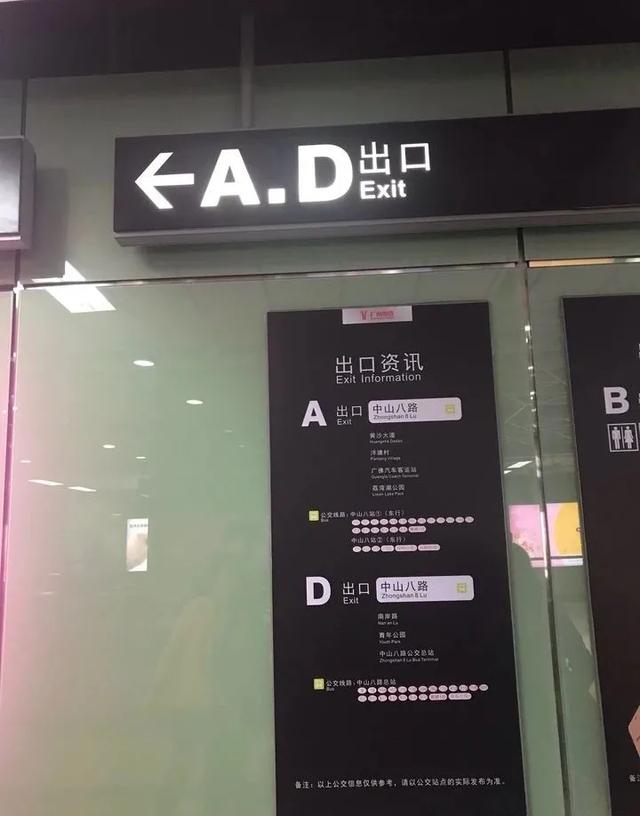 ←A.D 出口
Exit
广州地铁
出口资讯
Exit Information
A 出口 中山八路
Exit Zhongshan 8 Lu
黄沙大道
Huangsha Dadao
泮塘村
Pantang Village
广佛汽车客运站
Guangfo Coach Terminal
荔湾湖公园
Liwan Lake Park
公交线路：中山八站①（东行）
Bus
中山八站②（东行）
D 出口 中山八路
Exit Zhongshan 8 Lu
南岸路
Nan'an Lu
青年公园
Youth Park
中山八路公交总站
Zhongshan 8 Lu Bus Terminal
公交线路：中山八路总站
Bus
备注：以上公交信息仅供参考，请以公交站点的实际发布为准。
B
备注